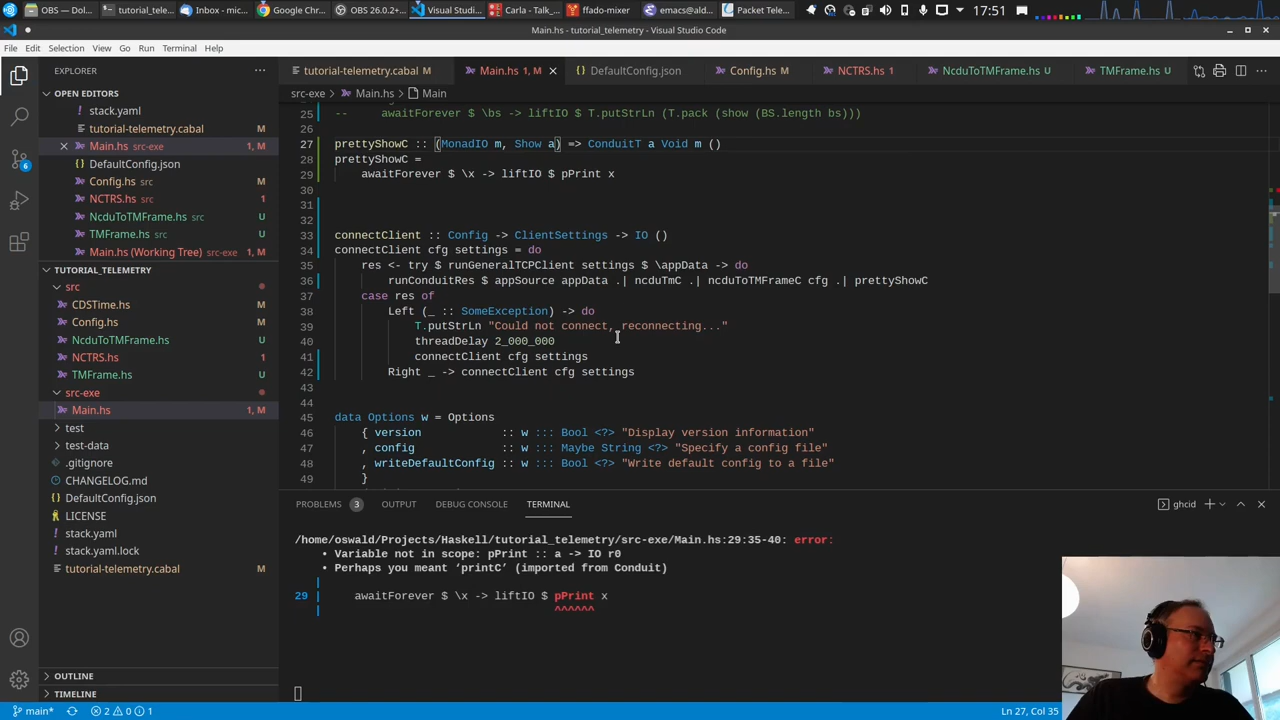 OBS — Do...
tutorial_tele...
Inbox - mic...
Google Chr...
OBS 26.0.2+...
Visual Studi...
Carla - Talk_...
ffado-mixer
emacs@ald...
Packet Tele...
17:51
Main.hs - tutorial_telemetry - Visual Studio Code
File Edit Selection View Go Run Terminal Help
EXPLORER
tutorial-telemetry.cabal M
Main.hs 1, M
DefaultConfig.json
Config.hs M
NCTRS.hs 1
NcduToTMFrame.hs U
TMFrame.hs U
src-exe > Main.hs > Main
OPEN EDITORS
stack.yaml
tutorial-telemetry.cabal M
Main.hs src-exe 1, M
DefaultConfig.json
Config.hs src M
NCTRS.hs src 1
NcduToTMFrame.hs src U
TMFrame.hs src U
Main.hs (Working Tree) src-exe
TUTORIAL_TELEMETRY
src
CDSTime.hs
Config.hs M
NcduToTMFrame.hs U
NCTRS.hs 1
TMFrame.hs U
src-exe
Main.hs 1, M
test
test-data
.gitignore
CHANGELOG.md
DefaultConfig.json
LICENSE
stack.yaml
stack.yaml.lock
tutorial-telemetry.cabal M
OUTLINE
TIMELINE
6
25 --     awaitForever $ \bs -> liftIO $ T.putStrLn (T.pack (show (BS.length bs)))
26
27 prettyShowC :: (MonadIO m, Show a) => ConduitT a Void m ()
28 prettyShowC =
29     awaitForever $ \x -> liftIO $ pPrint x
30
31
32
33 connectClient :: Config -> ClientSettings -> IO ()
34 connectClient cfg settings = do
35     res <- try $ runGeneralTCPClient settings $ \appData -> do
36         runConduitRes $ appSource appData .| ncduTmC .| ncduToTMFrameC cfg .| prettyShowC
37     case res of
38         Left (_ :: SomeException) -> do
39             T.putStrLn "Could not connect, reconnecting..."
40             threadDelay 2_000_000
41             connectClient cfg settings
42         Right _ -> connectClient cfg settings
43
44
45 data Options w = Options
46     { version            :: w ::: Bool <?> "Display version information"
47     , config             :: w ::: Maybe String <?> "Specify a config file"
48     , writeDefaultConfig :: w ::: Bool <?> "Write default config to a file"
49     }
PROBLEMS 3 OUTPUT DEBUG CONSOLE TERMINAL
ghcid
/home/oswald/Projects/Haskell/tutorial_telemetry/src-exe/Main.hs:29:35-40: error:
• Variable not in scope: pPrint :: a -> IO r0
• Perhaps you meant ‘printC’ (imported from Conduit)
|
29 |     awaitForever $ \x -> liftIO $ pPrint x
|                                   ^^^^^^
main* 2 0 1
Ln 27, Col 35